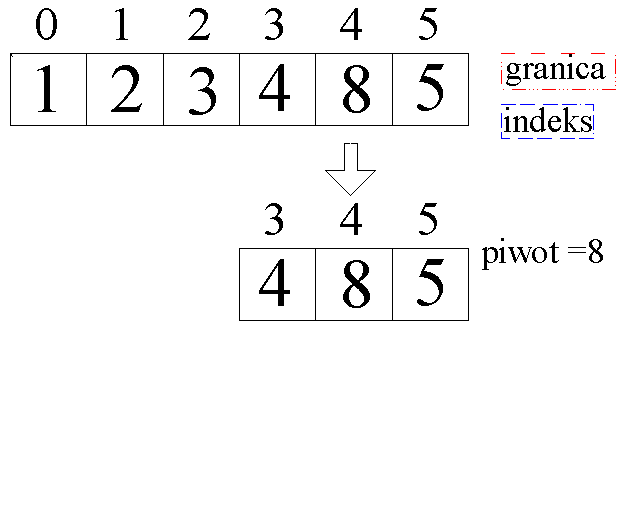 0 1 2 3 4 5
1 2 3 4 8 5
granica
indeks
3 4 5
4 8 5
piwot =8